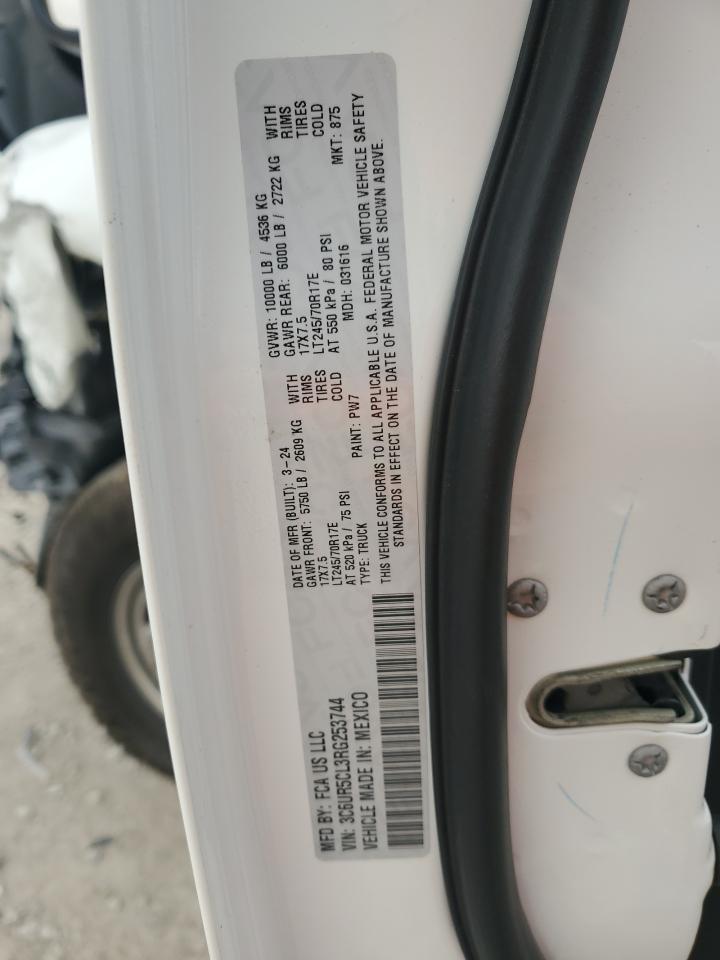 MFD BY: FCA US LLC
VIN: 3C6UR5CL3RG253744
VEHICLE MADE IN: MEXICO
DATE OF MFR (BUILT): 3-24
GAWR FRONT: 5750 LB / 2609 KG WITH
17X7.5 RIMS
LT245/70R17E TIRES
AT 520 kPa / 75 PSI COLD
TYPE: TRUCK PAINT: PW7
GVWR: 10000 LB / 4536 KG
GAWR REAR: 6000 LB / 2722 KG WITH
17X7.5 RIMS
LT245/70R17E TIRES
AT 550 kPa / 80 PSI COLD
MDH: 031616 MKT: 875
THIS VEHICLE CONFORMS TO ALL APPLICABLE U.S.A. FEDERAL MOTOR VEHICLE SAFETY
STANDARDS IN EFFECT ON THE DATE OF MANUFACTURE SHOWN ABOVE.